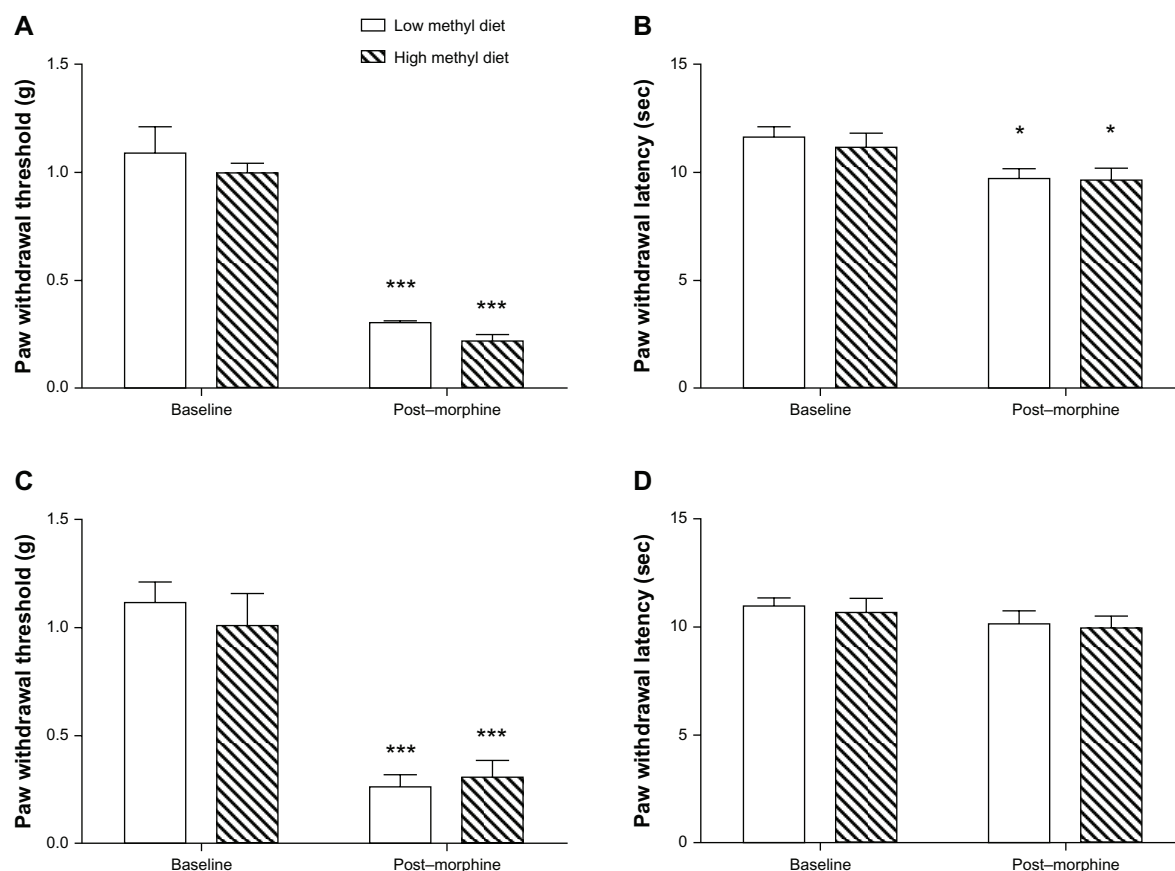 A
Low methyl diet
High methyl diet
Paw withdrawal threshold (g)
1.5
1.0
0.5
0.0
***
***
Baseline
Post–morphine
B
Paw withdrawal latency (sec)
15
10
5
0
*
*
Baseline
Post–morphine
C
Paw withdrawal threshold (g)
1.5
1.0
0.5
0.0
***
***
Baseline
Post–morphine
D
Paw withdrawal latency (sec)
15
10
5
0
Baseline
Post–morphine